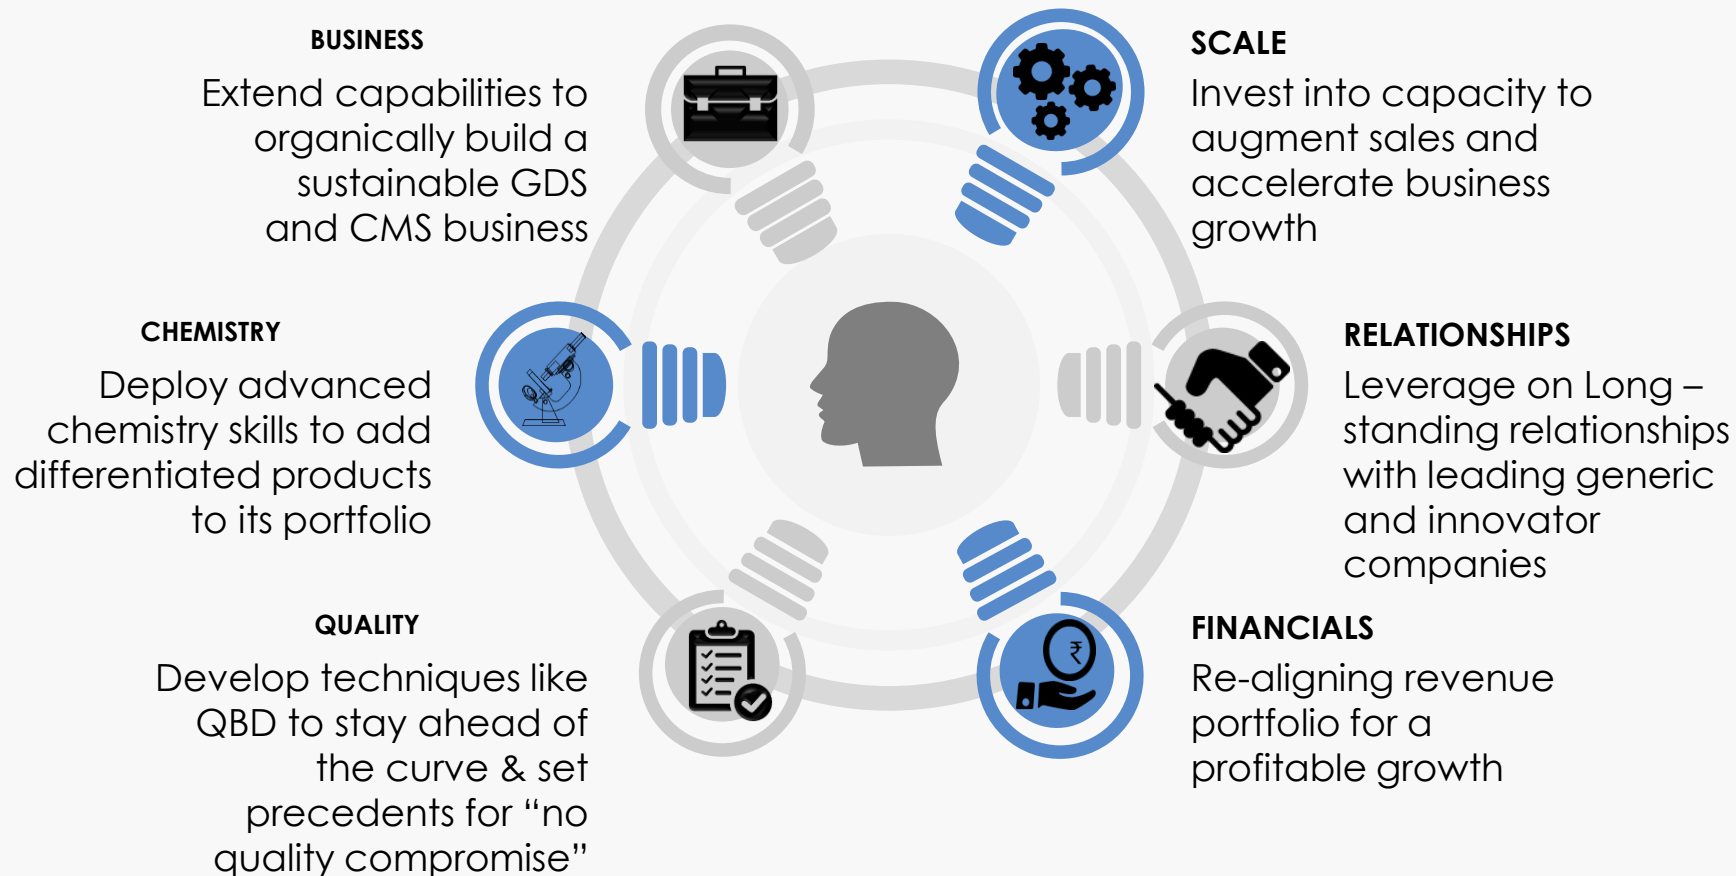 BUSINESS
Extend capabilities to
organically build a
sustainable GDS
and CMS business
SCALE
Invest into capacity to
augment sales and
accelerate business
growth
CHEMISTRY
Deploy advanced
chemistry skills to add
differentiated products
to its portfolio
RELATIONSHIPS
Leverage on Long –
standing relationships
with leading generic
and innovator
companies
QUALITY
Develop techniques like
QBD to stay ahead of
the curve & set
precedents for “no
quality compromise”
₹
FINANCIALS
Re-aligning revenue
portfolio for a
profitable growth